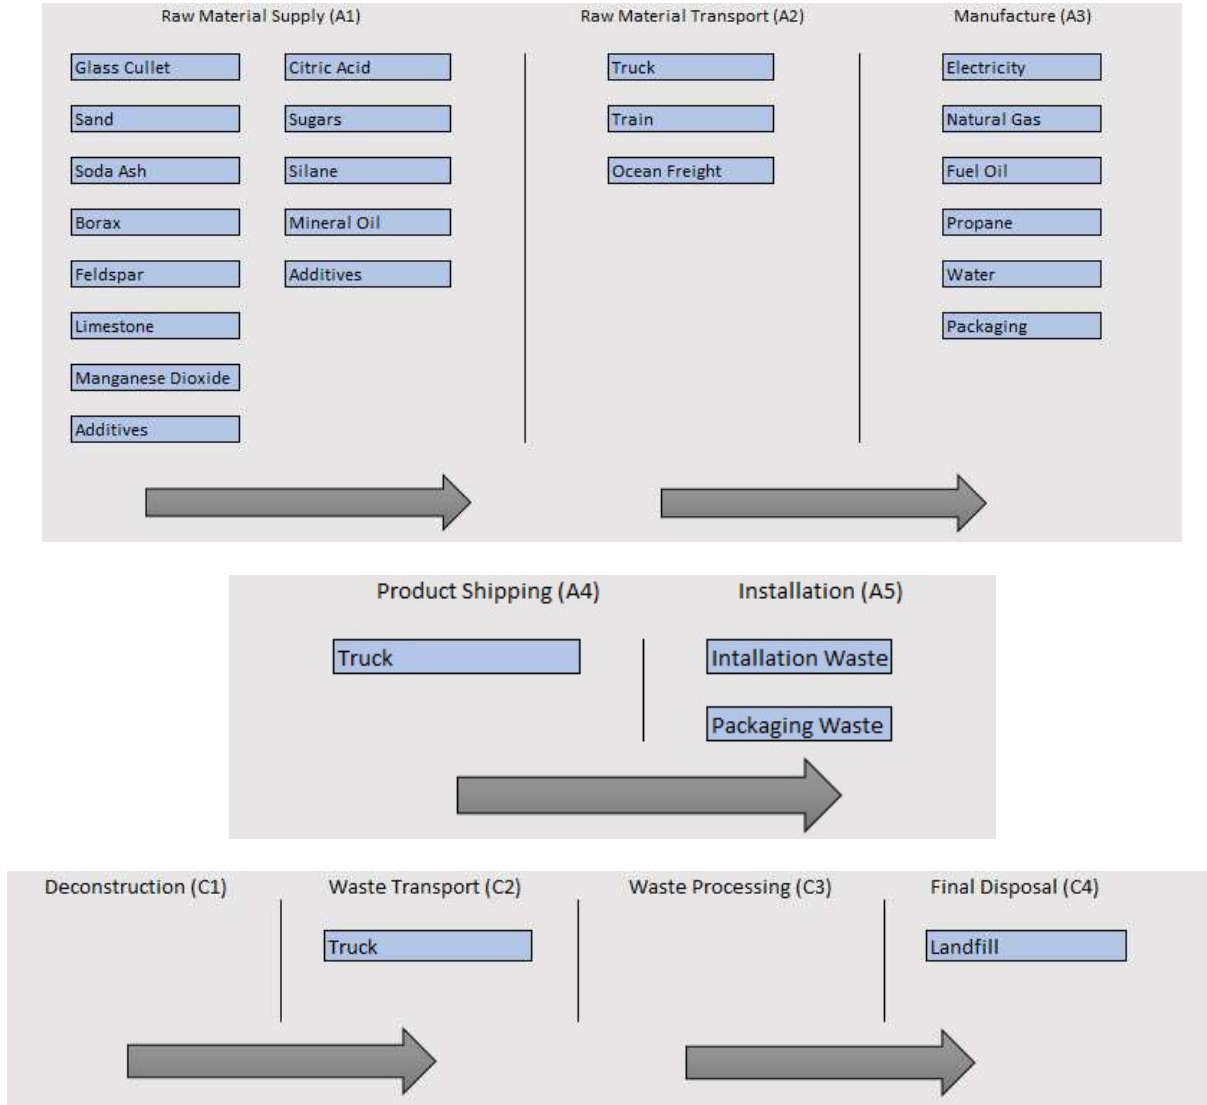 Raw Material Supply (A1)
Raw Material Transport (A2)
Manufacture (A3)
Glass Cullet
Citric Acid
Truck
Electricity
Sand
Sugars
Train
Natural Gas
Soda Ash
Silane
Ocean Freight
Fuel Oil
Borax
Mineral Oil
Propane
Feldspar
Additives
Water
Limestone
Packaging
Manganese Dioxide
Additives
Product Shipping (A4)
Installation (A5)
Truck
Intallation Waste
Packaging Waste
Deconstruction (C1)
Waste Transport (C2)
Waste Processing (C3)
Final Disposal (C4)
Truck
Landfill